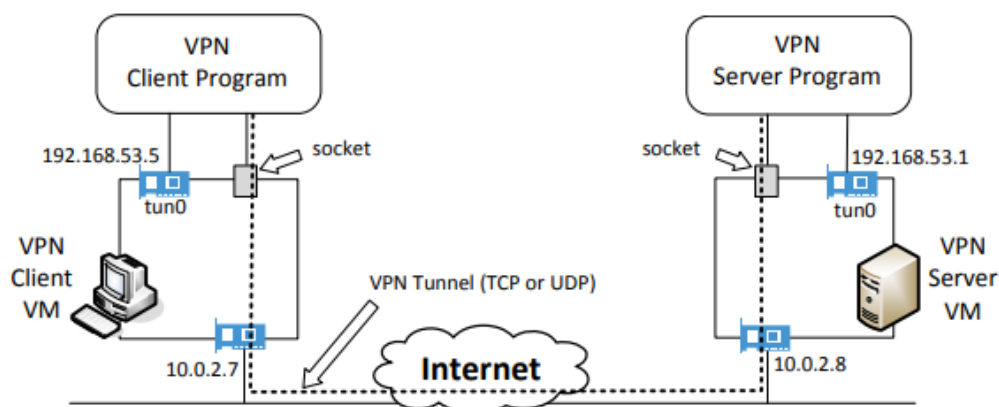 VPN
Client Program
VPN
Server Program
192.168.53.5
socket
socket
192.168.53.1
tun0
tun0
VPN
Client
VM
VPN Tunnel (TCP or UDP)
VPN
Server
VM
10.0.2.7
Internet
10.0.2.8